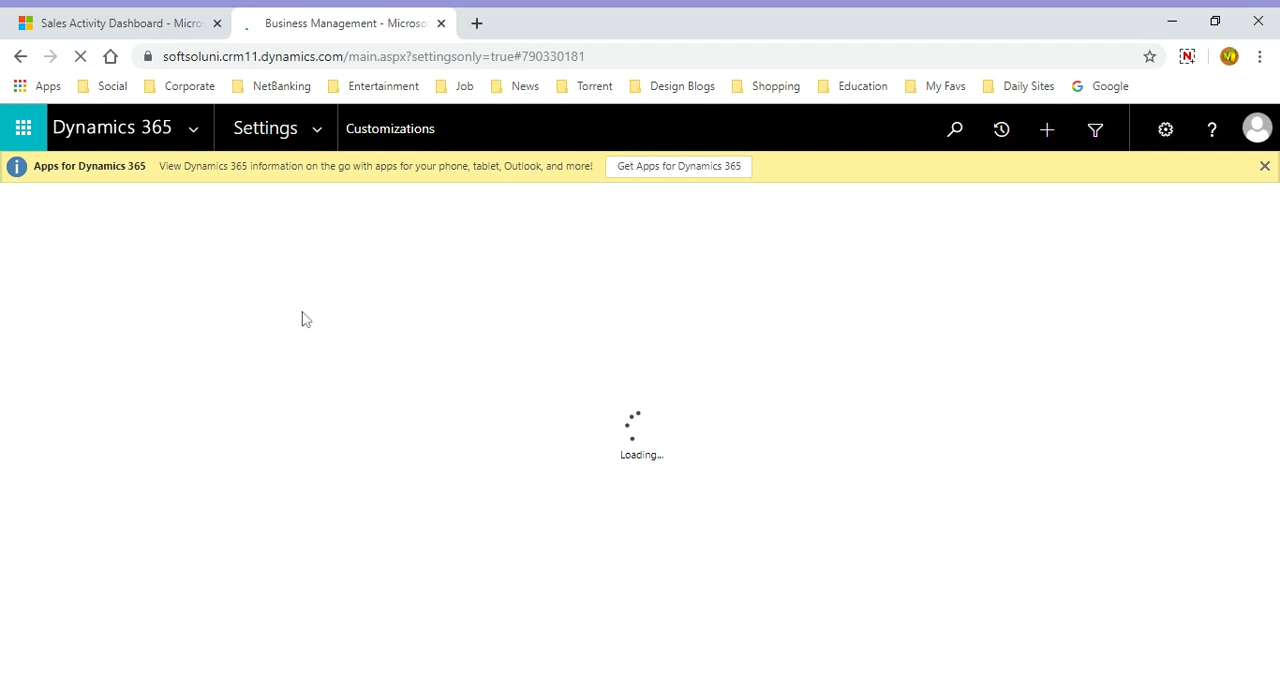 Sales Activity Dashboard - Micro
Business Management - Microso
softsoluni.crm11.dynamics.com/main.aspx?settingsonly=true#790330181
Apps Social Corporate NetBanking Entertainment Job News Torrent Design Blogs Shopping Education My Favs Daily Sites Google
Dynamics 365 Settings Customizations
Apps for Dynamics 365 View Dynamics 365 information on the go with apps for your phone, tablet, Outlook, and more! Get Apps for Dynamics 365
Loading...